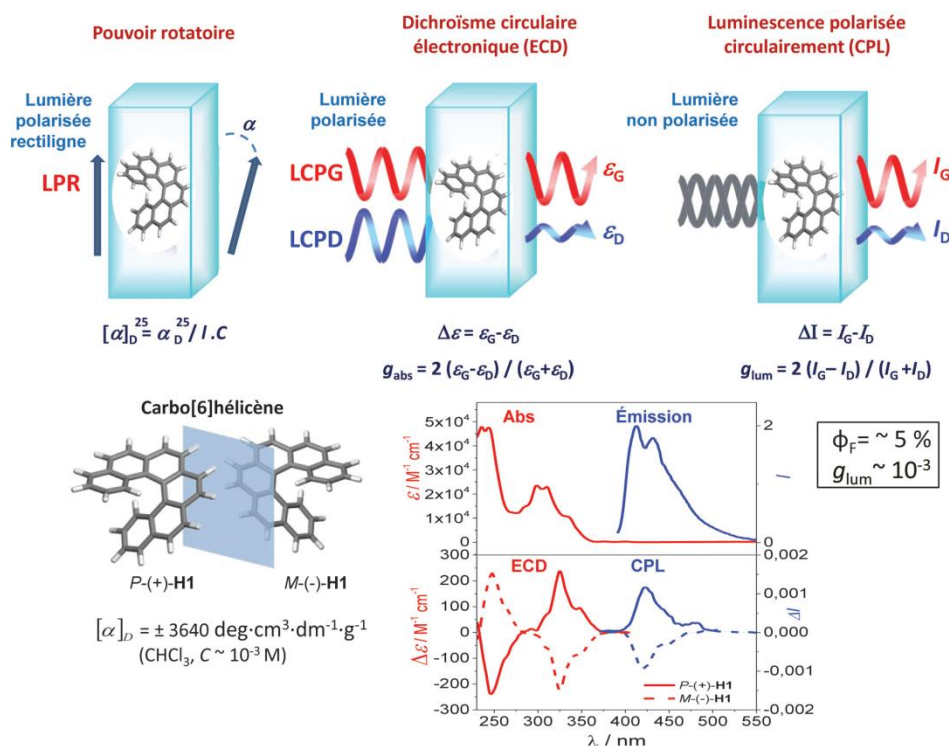 Pouvoir rotatoire
Lumière
polarisée
rectiligne
LPR
α
[α]D25= αD25/ l.C
Dichroïsme circulaire
électronique (ECD)
Lumière
polarisée
LCPG
LCPD
εG
εD
Δε = εG-εD
gabs = 2 (εG-εD) / (εG+εD)
Luminescence polarisée
circulairement (CPL)
Lumière
non polarisée
IG
ID
ΔI = IG-ID
glum = 2 (IG– ID) / (IG+ID)
Carbo[6]hélicène
P-(+)-H1
M-(-)-H1
[α]D = ± 3640 deg·cm3·dm-1·g-1
(CHCl3, C ~ 10-3 M)
Abs
Émission
5x104
4x104
3x104
2x104
1x104
0
ε / M-1 cm-1
2
0
I
ECD
CPL
300
200
100
0
-100
-200
-300
Δε / M-1 cm-1
0,002
0,001
0,000
-0,001
-0,002
ΔI
P-(+)-H1
M-(-)-H1
250 300 350 400 450 500 550
λ / nm
ϕF= ~ 5 %
glum~ 10-3